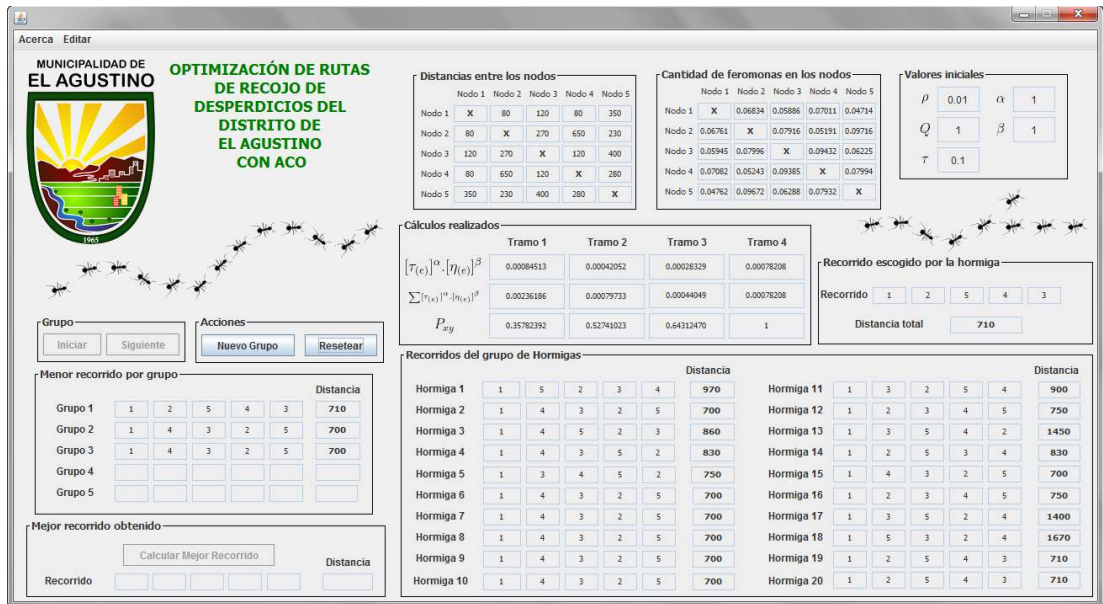 Acerca Editar
MUNICIPALIDAD DE
EL AGUSTINO
1965
OPTIMIZACIÓN DE RUTAS
DE RECOJO DE
DESPERDICIOS DEL
DISTRITO DE
EL AGUSTINO
CON ACO
Distancias entre los nodos
Nodo 1 Nodo 2 Nodo 3 Nodo 4 Nodo 5
Nodo 1 X 80 120 80 350
Nodo 2 80 X 270 650 230
Nodo 3 120 270 X 120 400
Nodo 4 80 650 120 X 280
Nodo 5 350 230 400 280 X
Cantidad de feromonas en los nodos
Nodo 1 Nodo 2 Nodo 3 Nodo 4 Nodo 5
Nodo 1 X 0.06834 0.05886 0.07011 0.04714
Nodo 2 0.06761 X 0.07916 0.05191 0.09716
Nodo 3 0.05945 0.07996 X 0.09432 0.06225
Nodo 4 0.07082 0.05243 0.09385 X 0.07994
Nodo 5 0.04762 0.09672 0.06288 0.07932 X
Valores iniciales
ρ 0.01 α 1
Q 1 β 1
τ 0.1
Cálculos realizados
Tramo 1 Tramo 2 Tramo 3 Tramo 4
[τ(e)]^α.[η(e)]^β 0.00084513 0.00042052 0.00028329 0.00078208
∑[τ(e)]^α.[η(e)]^β 0.00236186 0.00079733 0.00044049 0.00078208
Pxy 0.35782392 0.52741023 0.64312470 1
Recorrido escogido por la hormiga
Recorrido 1 2 5 4 3
Distancia total 710
Grupo
Iniciar Siguiente
Acciones
Nuevo Grupo Resetear
Menor recorrido por grupo
Distancia
Grupo 1 1 2 5 4 3 710
Grupo 2 1 4 3 2 5 700
Grupo 3 1 4 3 2 5 700
Grupo 4
Grupo 5
Mejor recorrido obtenido
Calcular Mejor Recorrido
Distancia
Recorrido
Recorridos del grupo de Hormigas
Distancia
Hormiga 1 1 5 2 3 4 970
Hormiga 2 1 4 3 2 5 700
Hormiga 3 1 4 5 2 3 860
Hormiga 4 1 4 3 5 2 830
Hormiga 5 1 3 4 5 2 750
Hormiga 6 1 4 3 2 5 700
Hormiga 7 1 4 3 2 5 700
Hormiga 8 1 4 3 2 5 700
Hormiga 9 1 4 3 2 5 700
Hormiga 10 1 4 3 2 5 700
Distancia
Hormiga 11 1 3 2 5 4 900
Hormiga 12 1 2 3 4 5 750
Hormiga 13 1 3 5 4 2 1450
Hormiga 14 1 2 5 3 4 830
Hormiga 15 1 4 3 2 5 700
Hormiga 16 1 2 3 4 5 750
Hormiga 17 1 3 5 2 4 1400
Hormiga 18 1 5 3 2 4 1670
Hormiga 19 1 2 5 4 3 710
Hormiga 20 1 2 5 4 3 710